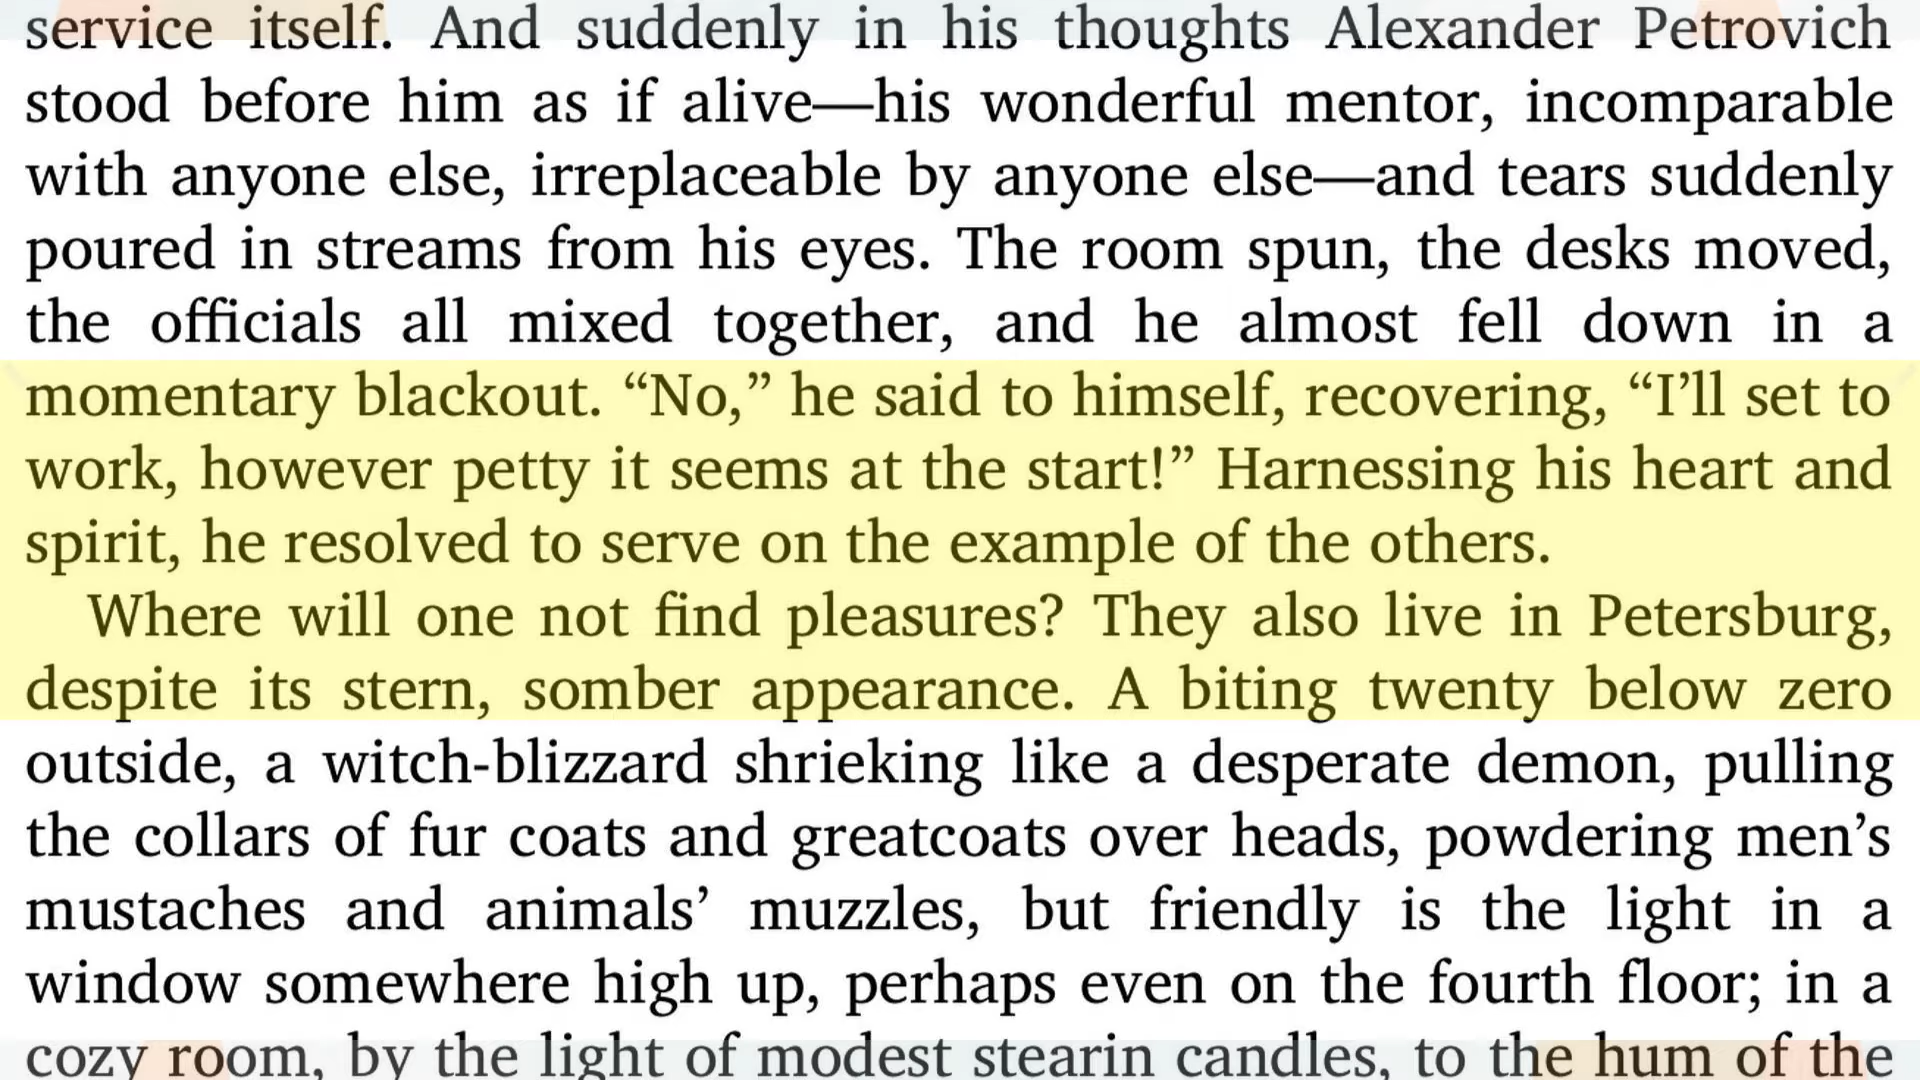 service itself. And suddenly in his thoughts Alexander Petrovich
stood before him as if alive—his wonderful mentor, incomparable
with anyone else, irreplaceable by anyone else—and tears suddenly
poured in streams from his eyes. The room spun, the desks moved,
the officials all mixed together, and he almost fell down in a
momentary blackout. “No,” he said to himself, recovering, “I’ll set to
work, however petty it seems at the start!” Harnessing his heart and
spirit, he resolved to serve on the example of the others.
Where will one not find pleasures? They also live in Petersburg,
despite its stern, somber appearance. A biting twenty below zero
outside, a witch-blizzard shrieking like a desperate demon, pulling
the collars of fur coats and greatcoats over heads, powdering men’s
mustaches and animals’ muzzles, but friendly is the light in a
window somewhere high up, perhaps even on the fourth floor; in a
cozy room, by the light of modest stearin candles, to the hum of the